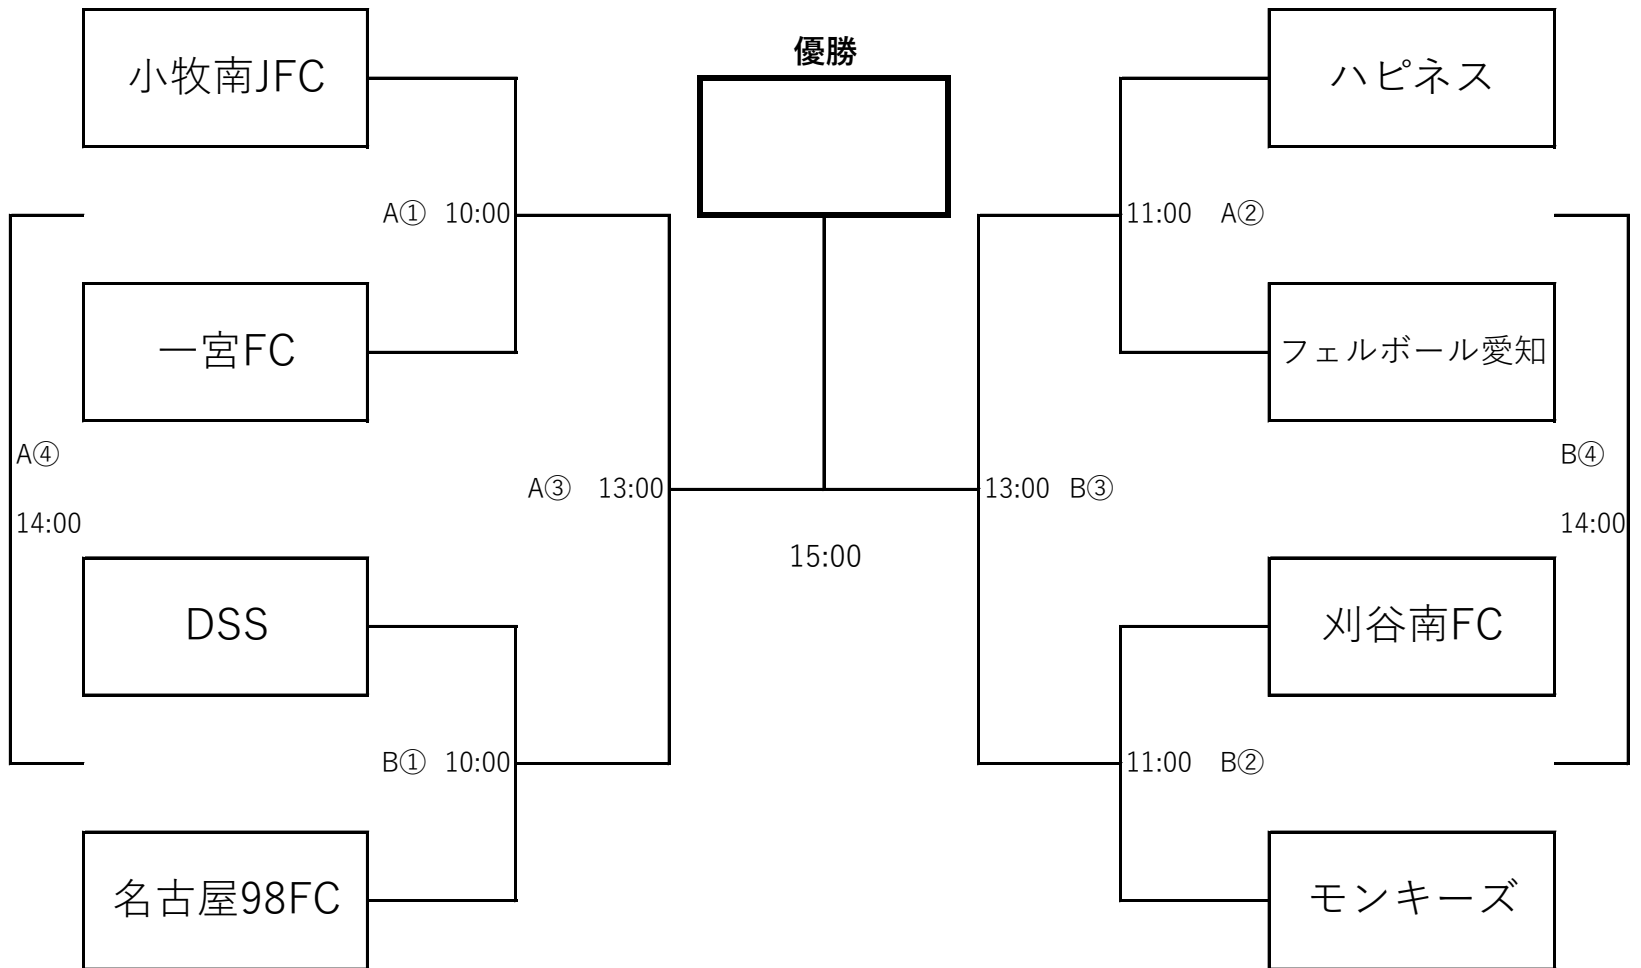 優勝
小牧南JFC
ハピネス
A① 10:00
11:00 A②
一宮FC
フェルボール愛知
A④
B④
A③ 13:00
13:00 B③
14:00
14:00
15:00
DSS
刈谷南FC
B① 10:00
11:00 B②
名古屋98FC
モンキーズ